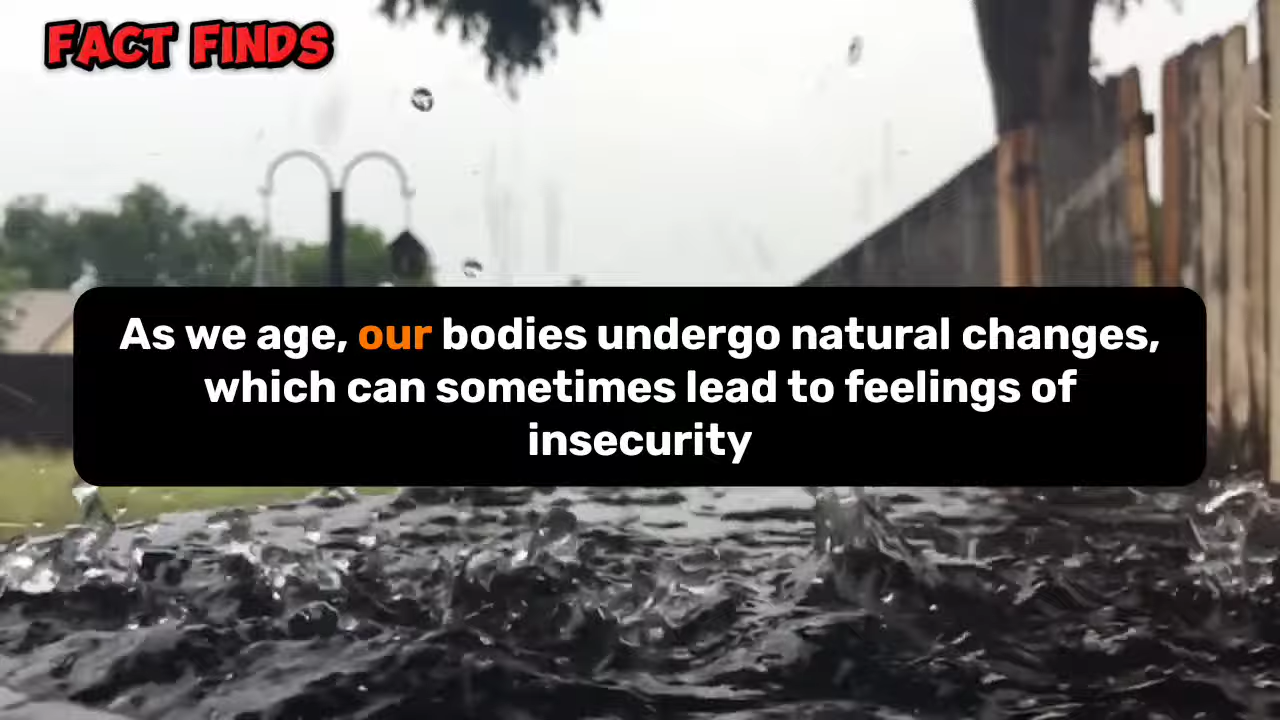 FACT FINDS
As we age, our bodies undergo natural changes,
which can sometimes lead to feelings of
insecurity